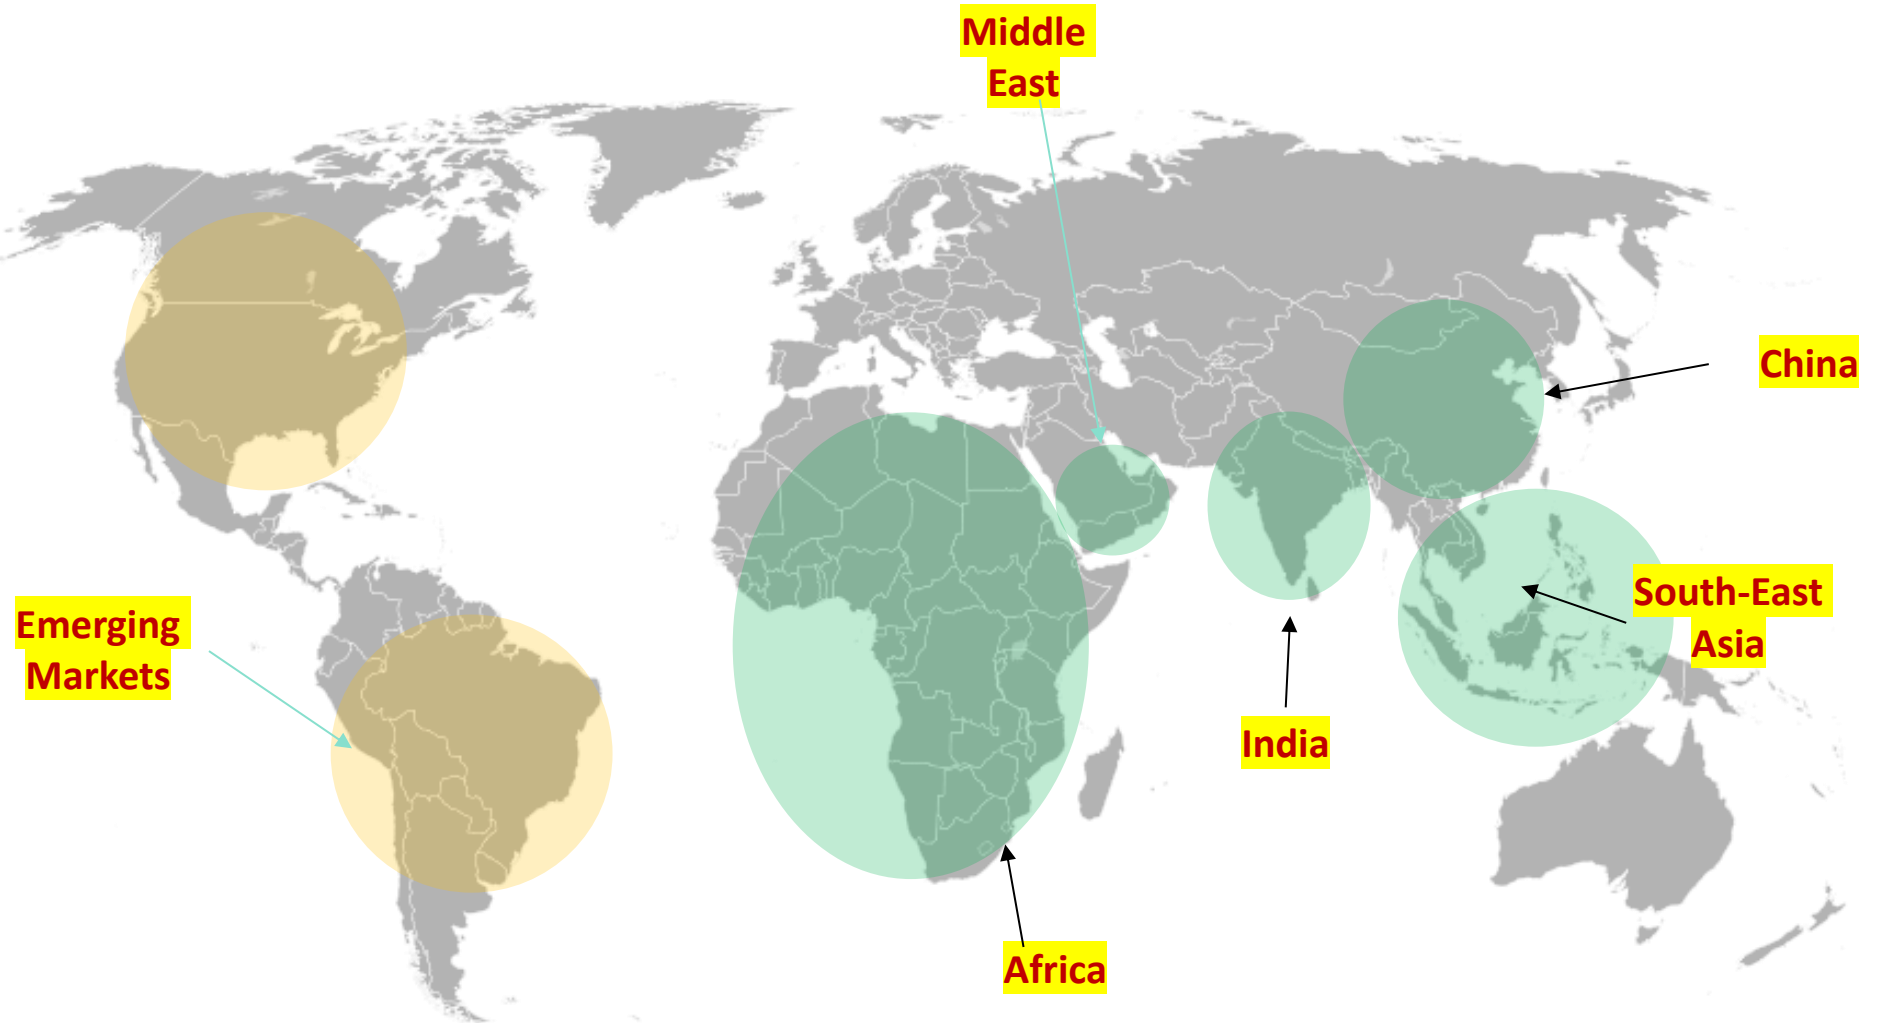 Middle
East
China
South-East
Asia
Emerging
Markets
India
Africa